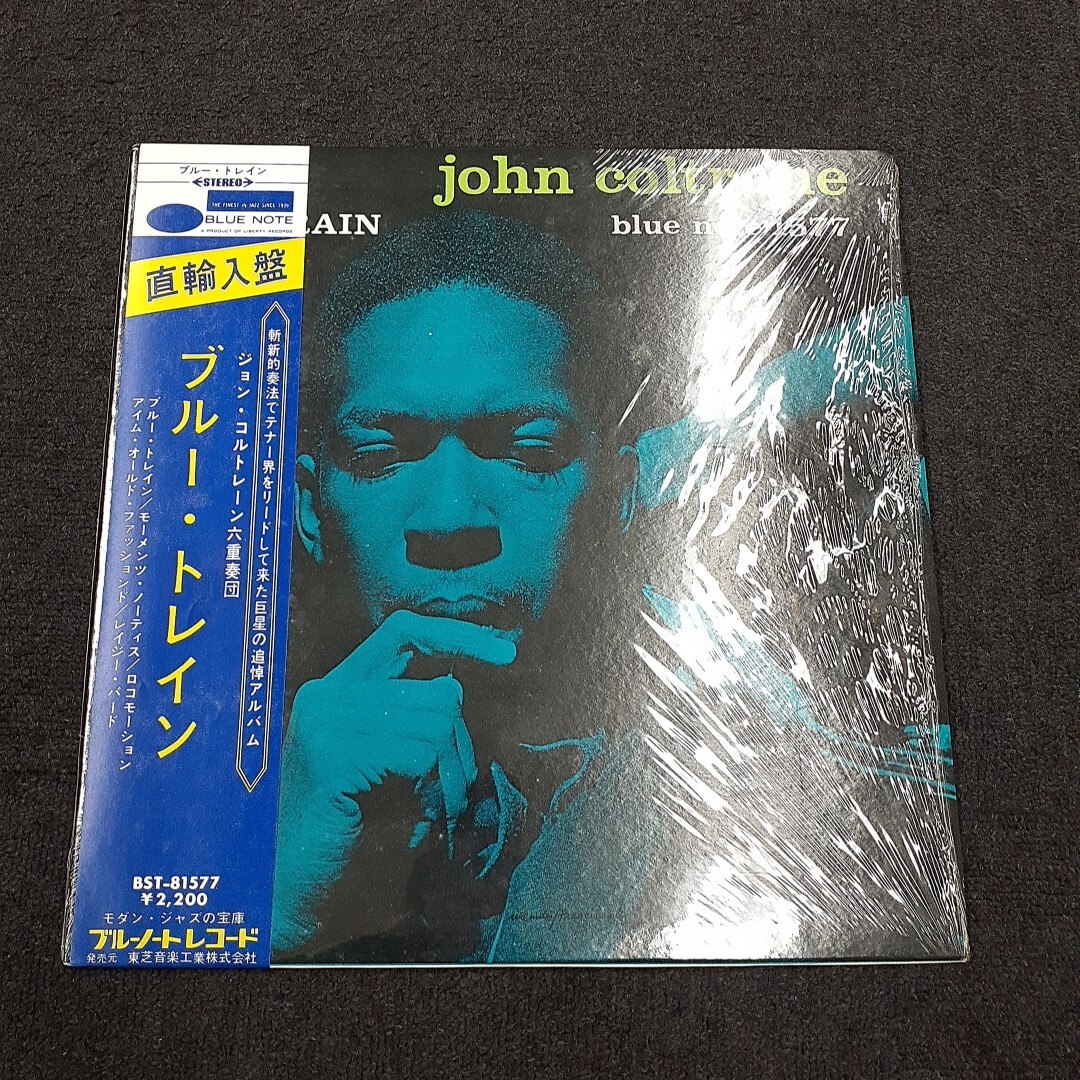 ブルー・トレイン
STEREO
THE FINEST IN JAZZ SINCE 1939
BLUE NOTE
A PRODUCT OF LIBERTY RECORDS
直輸入盤
斬新的奏法でテナー界をリードして来た巨星の追悼アルバム
ジョン・コルトレーン六重奏団
ブルー・トレイン
ブルー・トレイン/モーメンツ・ノーティス/ロコモーション
アイム・オールド・ファッションド/レイジー・バード
BST-81577
¥2,200
モダン・ジャズの宝庫
ブルーノートレコード
発売元 東芝音楽工業株式会社
john coltrane
RAIN
blue note 1577